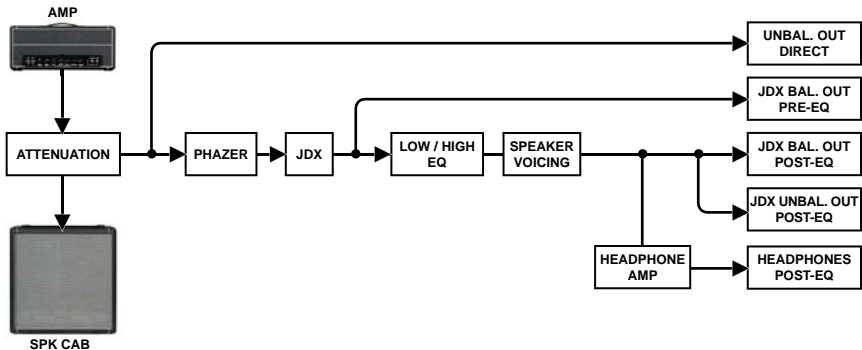 AMP
UNBAL. OUT
DIRECT
JDX BAL. OUT
PRE-EQ
ATTENUATION
PHAZER
JDX
LOW / HIGH
EQ
SPEAKER
VOICING
JDX BAL. OUT
POST-EQ
JDX UNBAL. OUT
POST-EQ
HEADPHONE
AMP
HEADPHONES
POST-EQ
SPK CAB